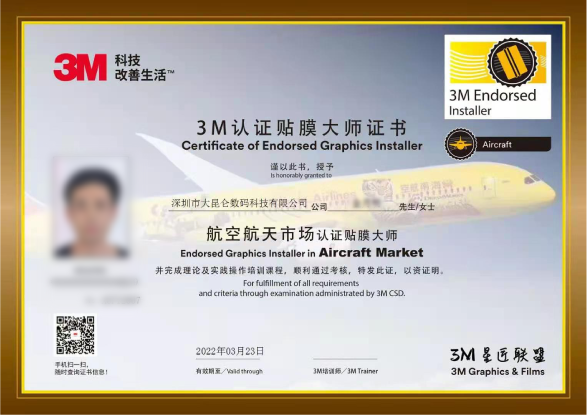 3M 科技
改善生活™
3M Endorsed
Installer
Aircraft
3M认证贴膜大师证书
Certificate of Endorsed Graphics Installer
谨以此书，授予
Is honorably granted to
深圳市大昆仑数码科技有限公司 公司 先生/女士
航空航天市场认证贴膜大师
Endorsed Graphics Installer in Aircraft Market
并完成理论及实践操作培训课程，顺利通过考核，特发此证，以资证明。
For fulfillment of all requirements
and criteria through examination administrated by 3M CSD.
手机扫一扫，
随时查询证书信息！
2022年03月23日
有效期至／Valid through
3M培训师／3M Trainer
3M 星匠联盟
3M Graphics & Films